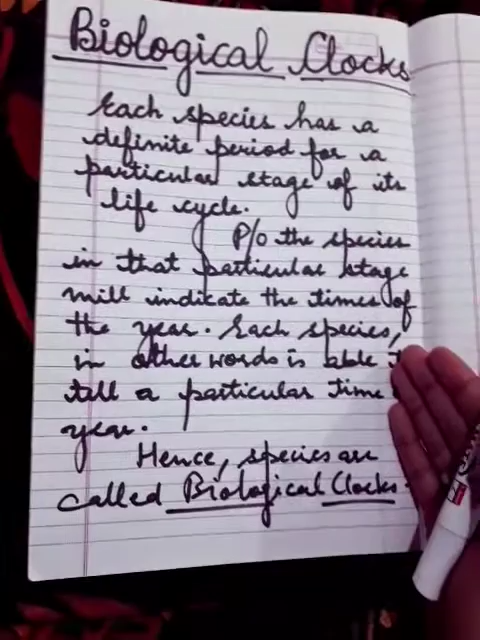 Biological Clocks
Each species has a
definite period for a
particular stage of its
life cycle.
P/o the species
in that particular stage
will indicate the times of
the year. Each species,
in other words is able t
tell a particular time
year.
Hence, species are
called Biological Clocks.